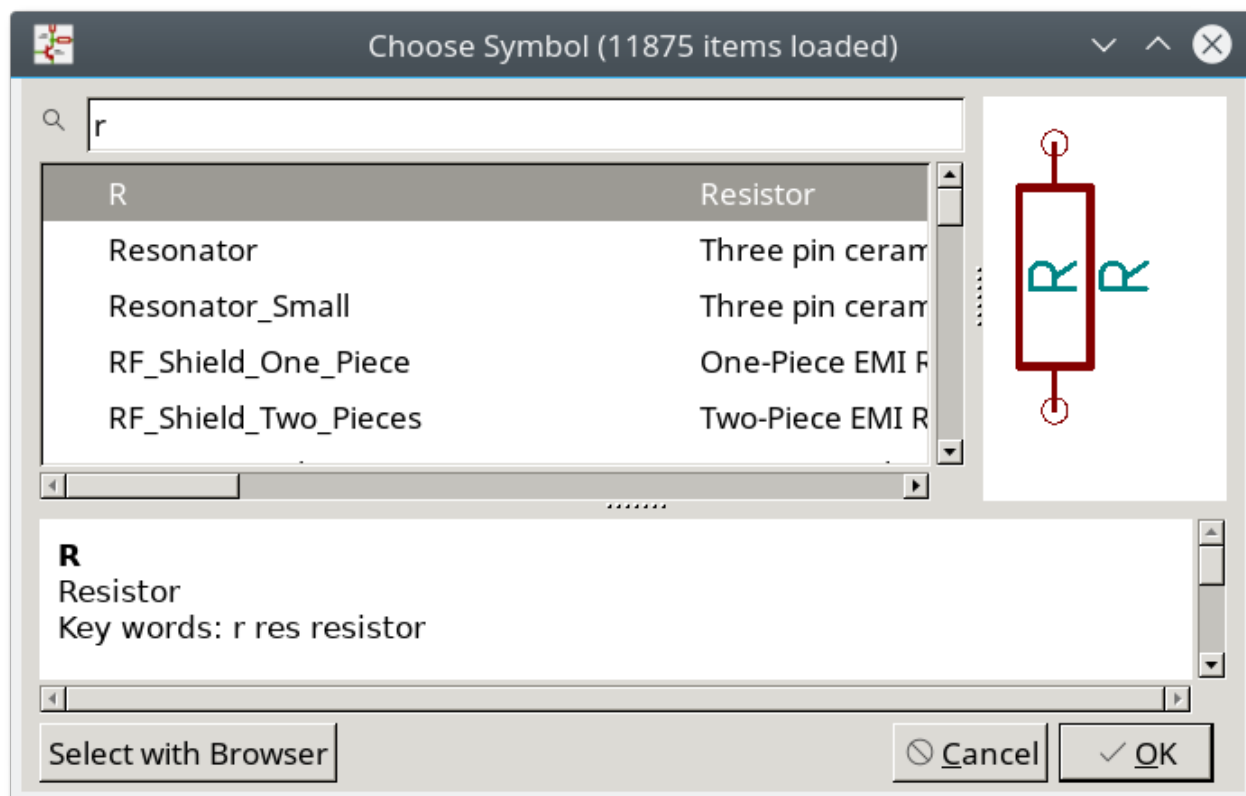 Choose Symbol (11875 items loaded)
r
R Resistor
Resonator Three pin ceram
Resonator_Small Three pin ceram
RF_Shield_One_Piece One-Piece EMI R
RF_Shield_Two_Pieces Two-Piece EMI R
R R
R
Resistor
Key words: r res resistor
Select with Browser Cancel OK